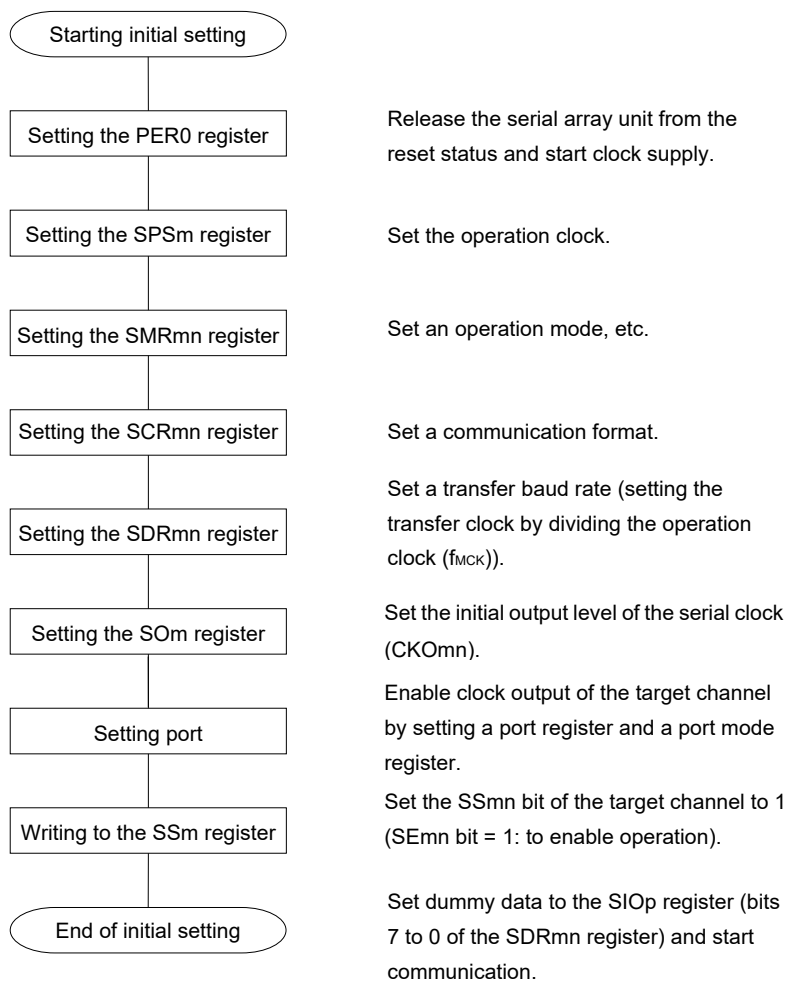 Starting initial setting
Setting the PER0 register
Release the serial array unit from the
reset status and start clock supply.
Setting the SPSm register
Set the operation clock.
Setting the SMRmn register
Set an operation mode, etc.
Setting the SCRmn register
Set a communication format.
Setting the SDRmn register
Set a transfer baud rate (setting the
transfer clock by dividing the operation
clock (fMCK)).
Setting the SOm register
Set the initial output level of the serial clock
(CKOmn).
Setting port
Enable clock output of the target channel
by setting a port register and a port mode
register.
Writing to the SSm register
Set the SSmn bit of the target channel to 1
(SEmn bit = 1: to enable operation).
End of initial setting
Set dummy data to the SIOp register (bits
7 to 0 of the SDRmn register) and start
communication.